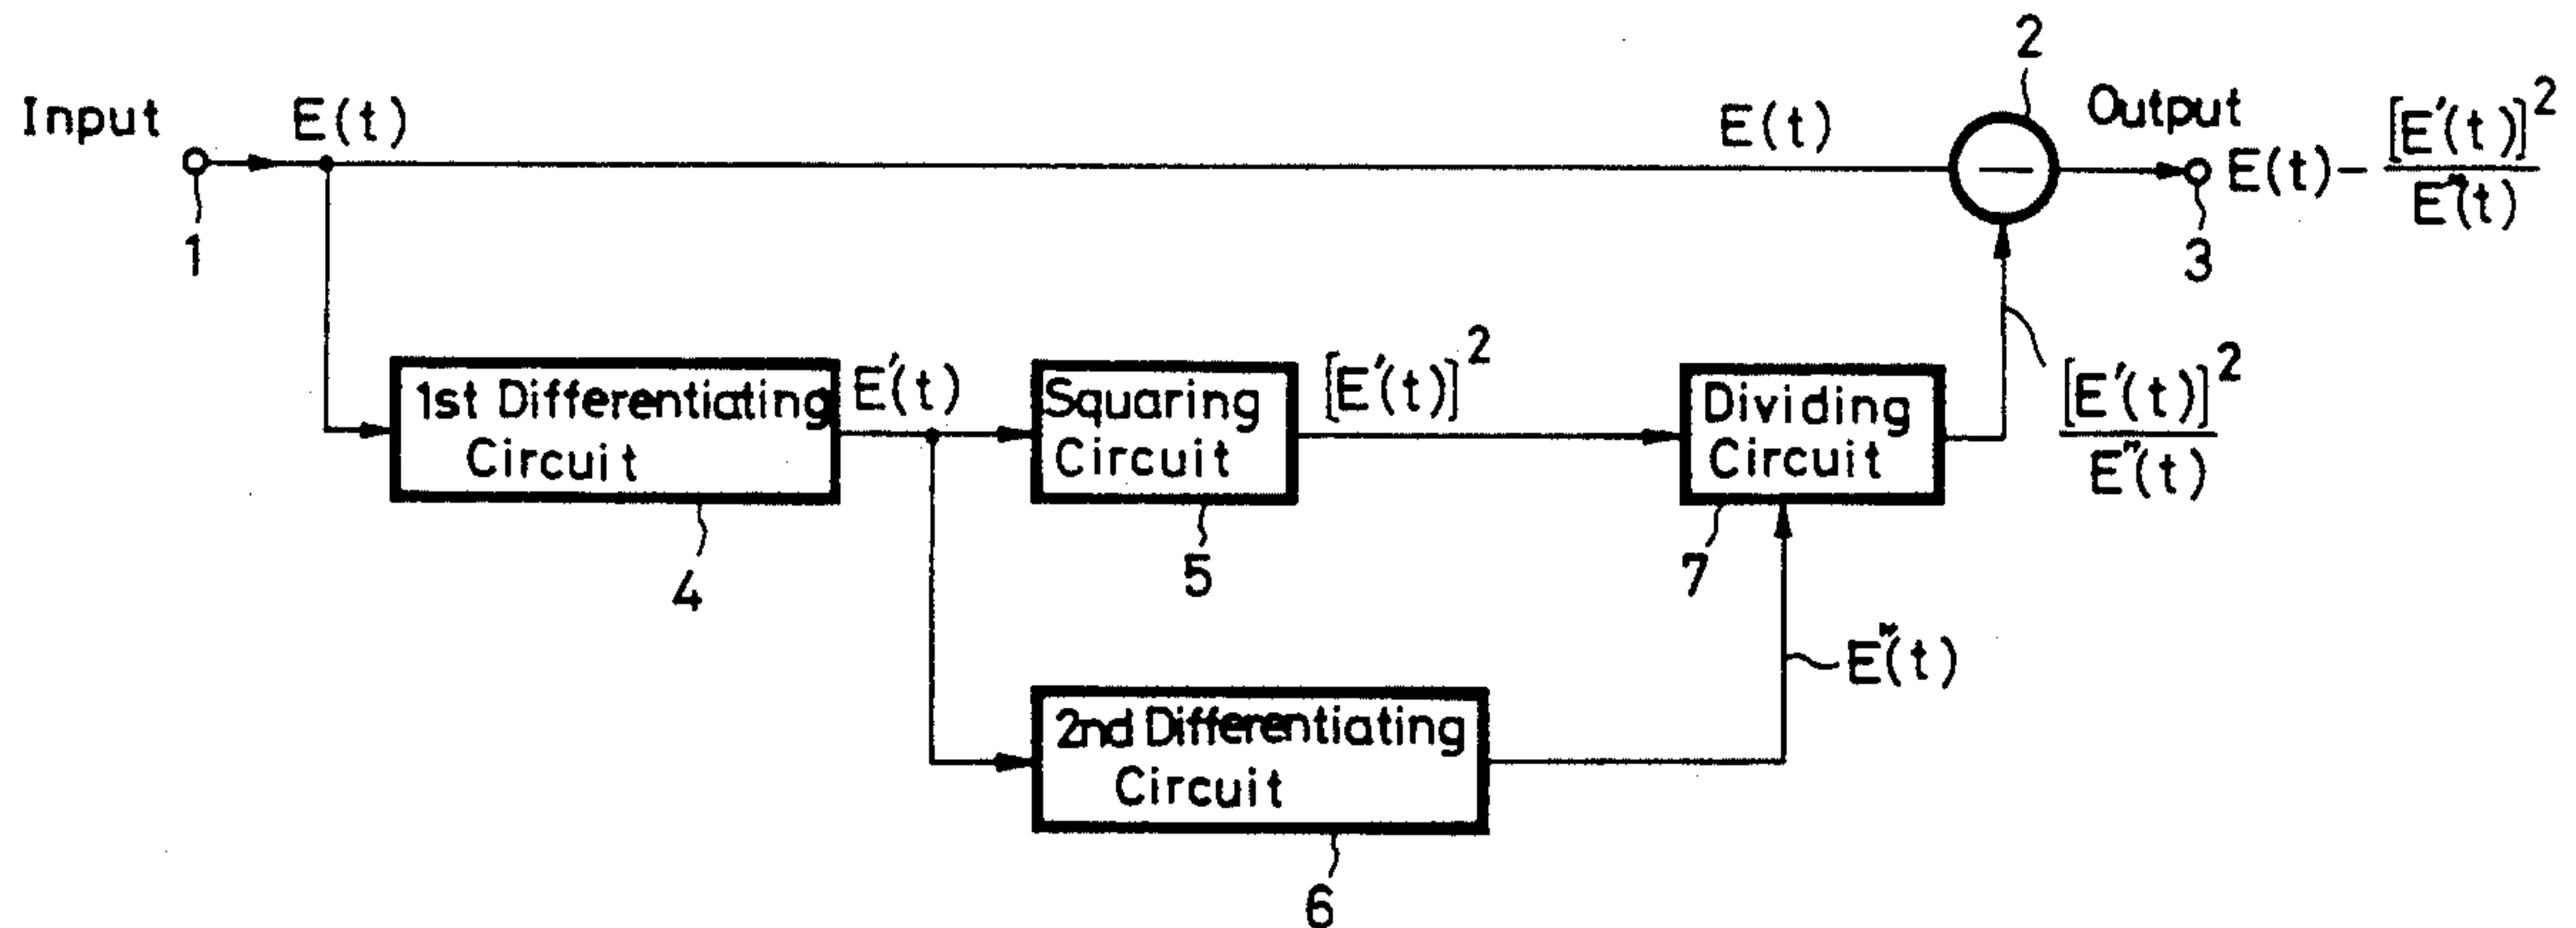 2
Input
E(t)
E(t)
Output
1
3
E(t) - [E'(t)]² / E"(t)
1st Differentiating
Circuit
4
E'(t)
Squaring
Circuit
5
[E'(t)]²
Dividing
Circuit
7
[E'(t)]² / E"(t)
E"(t)
2nd Differentiating
Circuit
6